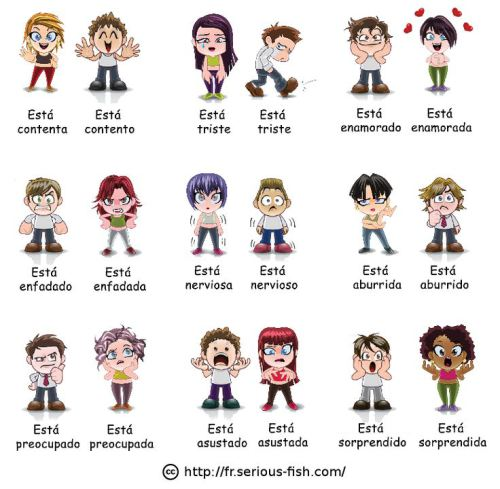 Está Está Está Está Está Está
contenta contento triste triste enamorado enamorada
Está Está Está Está Está Está
enfadado enfadada nerviosa nervioso aburrida aburrido
Está Está Está Está Está Está
preocupado preocupada asustado asustada sorprendido sorprendida
cc http://fr.serious-fish.com/